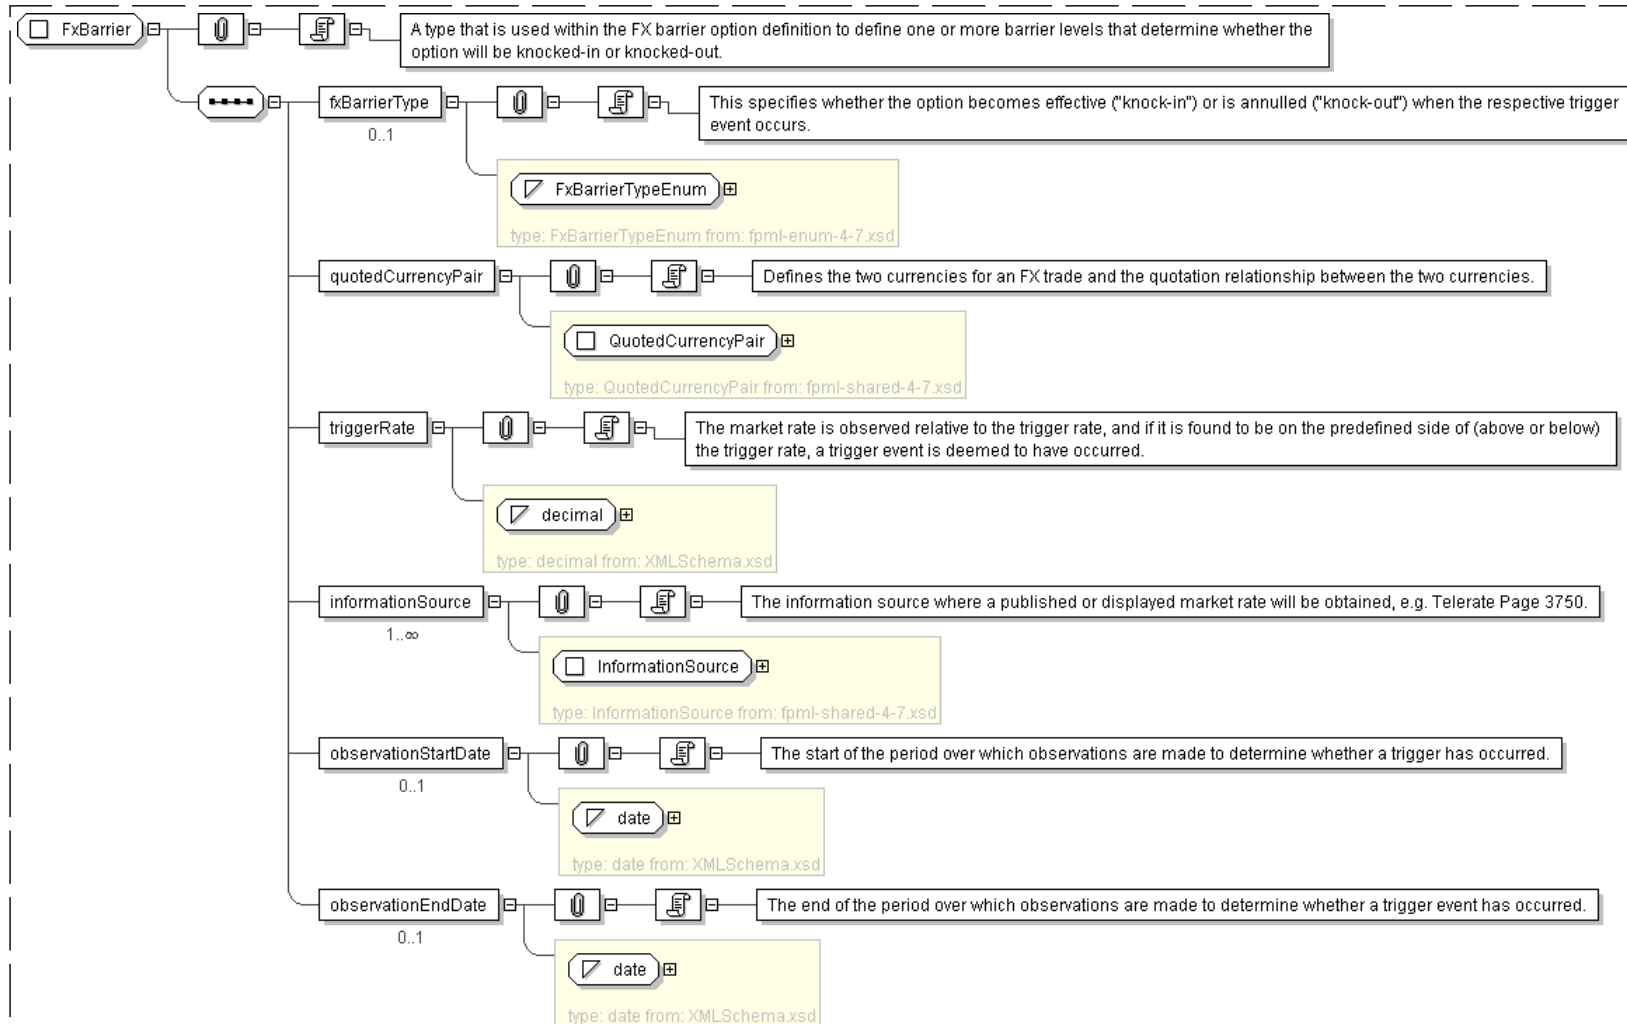 FxBarrier
A type that is used within the FX barrier option definition to define one or more barrier levels that determine whether the
option will be knocked-in or knocked-out.
fxBarrierType
0..1
This specifies whether the option becomes effective ("knock-in") or is annulled ("knock-out") when the respective trigger
event occurs.
FxBarrierTypeEnum
type: FxBarrierTypeEnum from: fpml-enum-4-7.xsd
quotedCurrencyPair
Defines the two currencies for an FX trade and the quotation relationship between the two currencies.
QuotedCurrencyPair
type: QuotedCurrencyPair from: fpml-shared-4-7.xsd
triggerRate
The market rate is observed relative to the trigger rate, and if it is found to be on the predefined side of (above or below)
the trigger rate, a trigger event is deemed to have occurred.
decimal
type: decimal from: XMLSchema.xsd
informationSource
1..∞
The information source where a published or displayed market rate will be obtained, e.g. Telerate Page 3750.
InformationSource
type: InformationSource from: fpml-shared-4-7.xsd
observationStartDate
0..1
The start of the period over which observations are made to determine whether a trigger has occurred.
date
type: date from: XMLSchema.xsd
observationEndDate
0..1
The end of the period over which observations are made to determine whether a trigger event has occurred.
date
type: date from: XMLSchema.xsd